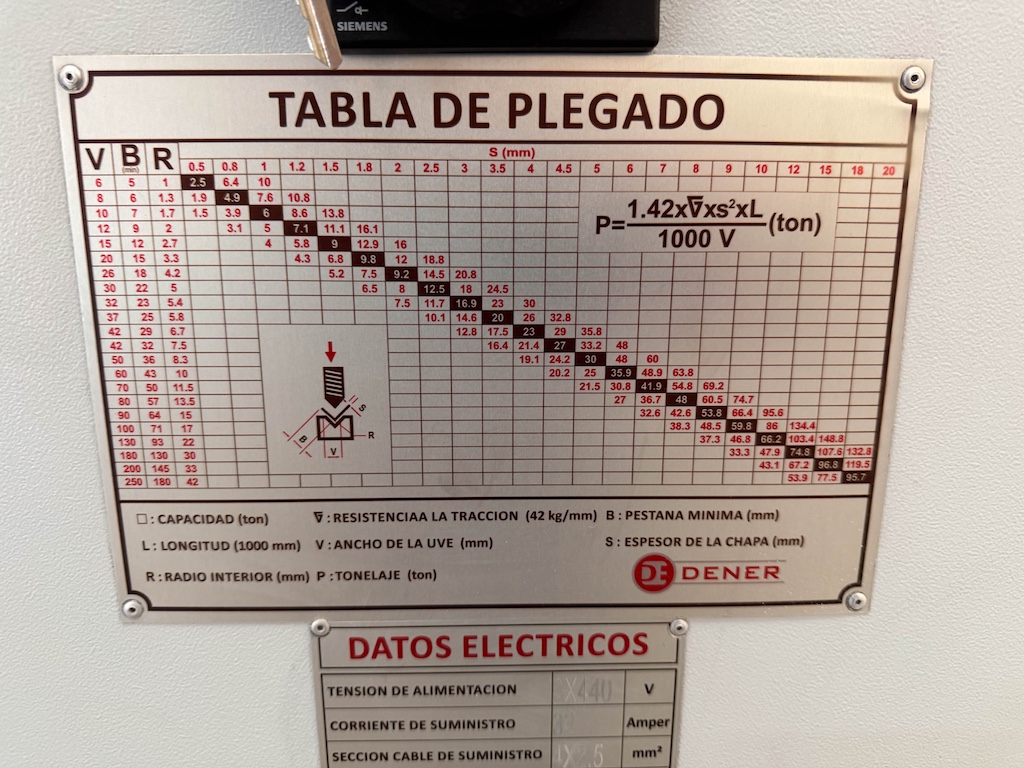 SIEMENS
TABLA DE PLEGADO
V B (min) R S (mm)
0.5 0.8 1 1.2 1.5 1.8 2 2.5 3 3.5 4 4.5 5 6 7 8 9 10 12 15 18 20
6 5 1 2.5 6.4 10
8 6 1.3 1.9 4.9 7.6 10.8
10 7 1.7 1.5 3.9 6 8.6 13.8
12 9 2 3.1 5 7.1 11.1 16.1
15 12 2.7 4 5.8 9 12.9 16
20 15 3.3 4.3 6.8 9.8 12 18.8
26 18 4.2 5.2 7.5 9.2 14.5 20.8
30 22 5 6.5 8 12.5 18 24.5
32 23 5.4 7.5 11.7 16.9 23 30
37 25 5.8 10.1 14.6 20 26 32.8
42 29 6.7 12.8 17.5 23 29 35.8
42 32 7.5 16.4 21.4 27 33.2 48
50 36 8.3 19.1 24.2 30 48 60
60 43 10 20.2 25 35.9 48.9 63.8
70 50 11.5 21.5 30.8 41.9 54.8 69.2
80 57 13.5 27 36.7 48 60.5 74.7
90 64 15 32.6 42.6 53.8 66.4 95.6
100 71 17 38.3 48.5 59.8 86 134.4
130 93 22 37.3 46.8 66.2 103.4 148.8
180 130 30 33.3 47.9 74.8 107.6 132.8
200 145 33 43.1 67.2 96.8 119.5
250 180 42 53.9 77.5 95.7
P=1.42x∇xs²xL/1000 V (ton)
S
B
R
V
□ : CAPACIDAD (ton) ∇ : RESISTENCIAA LA TRACCION (42 kg/mm) B : PESTANA MINIMA (mm)
L : LONGITUD (1000 mm) V : ANCHO DE LA UVE (mm) S : ESPESOR DE LA CHAPA (mm)
R : RADIO INTERIOR (mm) P : TONELAJE (ton)
DE DENER
DATOS ELECTRICOS
TENSION DE ALIMENTACION X440 V
CORRIENTE DE SUMINISTRO Amper
SECCION CABLE DE SUMINISTRO mm²